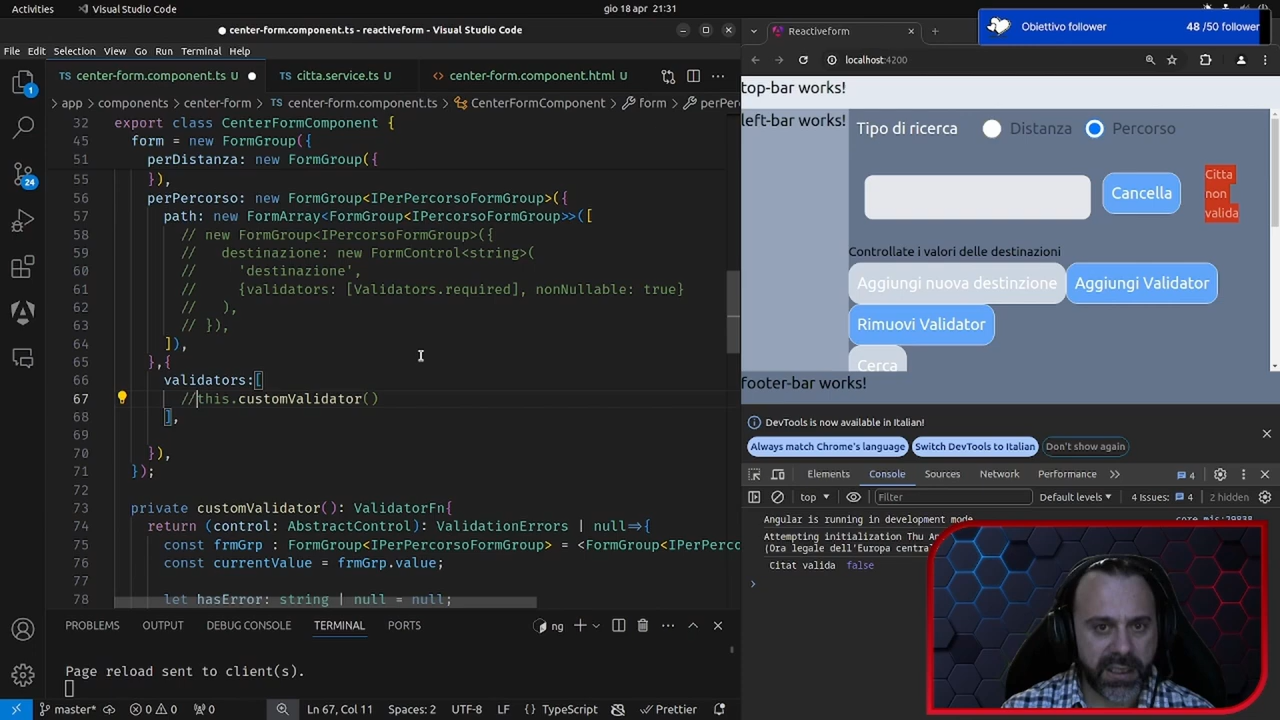 Activities
Visual Studio Code
gio 18 apr 21:31
center-form.component.ts - reactiveform - Visual Studio Code
File Edit Selection View Go Run Terminal Help
center-form.component.ts U
citta.service.ts U
center-form.component.html U
app > components > center-form > center-form.component.ts > CenterFormComponent > form > perPer
32 export class CenterFormComponent {
45 form = new FormGroup({
51 perDistanza: new FormGroup({
55 }),
56 perPercorso: new FormGroup<IPerPercorsoFormGroup>({
57 path: new FormArray<FormGroup<IPercorsoFormGroup>>([
58 // new FormGroup<IPercorsoFormGroup>({
59 // destinazione: new FormControl<string>(
60 // 'destinazione',
61 // {validators: [Validators.required], nonNullable: true}
62 // ),
63 // }),
64 ]),
65 },{
66 validators:[
67 //this.customValidator()
68 ],
69
70 }),
71 });
72
73 private customValidator(): ValidatorFn{
74 return (control: AbstractControl): ValidationErrors | null=>{
75 const frmGrp : FormGroup<IPerPercorsoFormGroup> = <FormGroup<IPerPerco
76 const currentValue = frmGrp.value;
77
78 let hasError: string | null = null;
PROBLEMS OUTPUT DEBUG CONSOLE TERMINAL PORTS
ng
Page reload sent to client(s).
1
24
master* 0 0 0 Ln 67, Col 11 Spaces: 2 UTF-8 LF {} TypeScript Prettier
Obiettivo follower 48 /50 follower
Reactiveform
localhost:4200
top-bar works!
left-bar works!
Tipo di ricerca Distanza Percorso
Cancella
Citta
non
valida
Controllate i valori delle destinazioni
Aggiungi nuova destinzione Aggiungi Validator
Rimuovi Validator
Cerca
footer-bar works!
DevTools is now available in Italian!
Always match Chrome's language Switch DevTools to Italian Don't show again
Elements Console Sources Network Performance 4
top Filter Default levels 4 Issues: 4 2 hidden
Angular is running in development mode.
Attempting initialization Thu
(Ora legale dell'Europa centra
Citat valida false